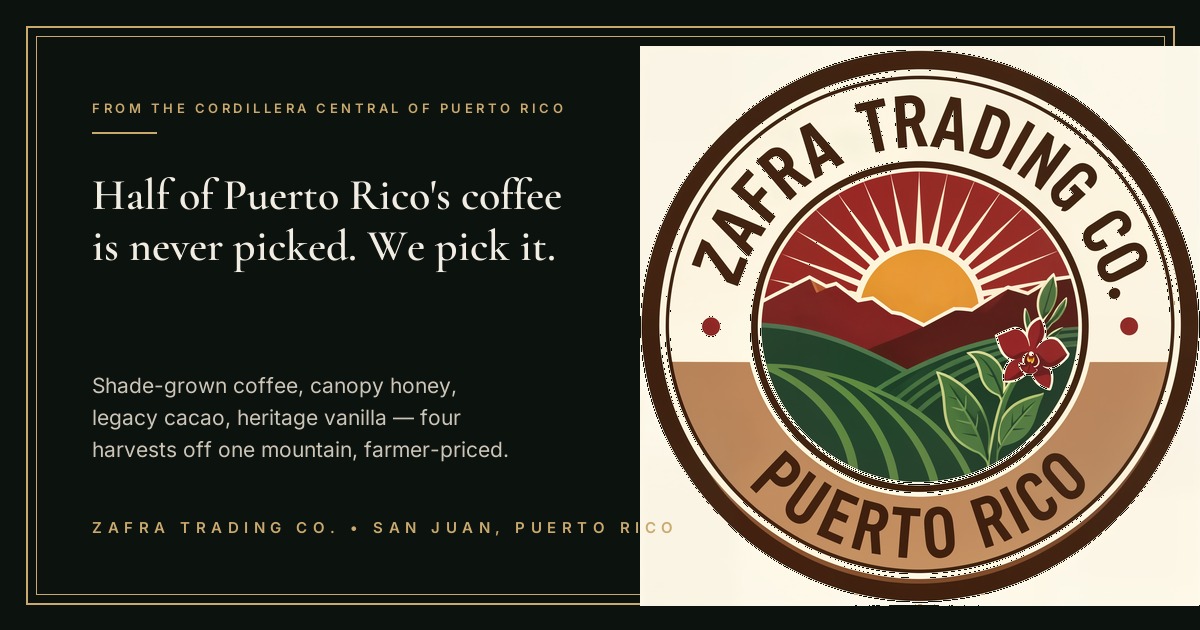 FROM THE CORDILLERA CENTRAL OF PUERTO RICO
Half of Puerto Rico's coffee
is never picked. We pick it.
Shade-grown coffee, canopy honey,
legacy cacao, heritage vanilla — four
harvests off one mountain, farmer-priced.
ZAFRA TRADING CO. • SAN JUAN, PUERTO RICO
ZAFRA TRADING CO.
PUERTO RICO